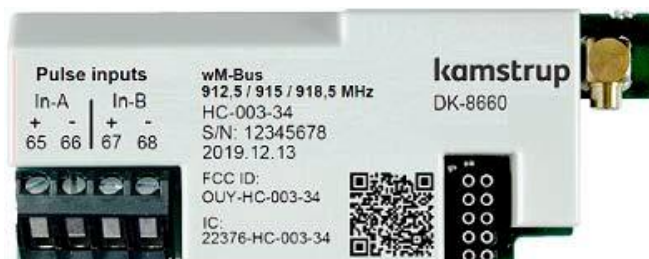 Pulse inputs
In-A In-B
+ - + -
65 66 67 68
wM-Bus
912,5 / 915 / 918,5 MHz
HC-003-34
S/N: 12345678
2019.12.13
FCC ID:
OUY-HC-003-34
IC:
22376-HC-003-34
kamstrup
DK-8660